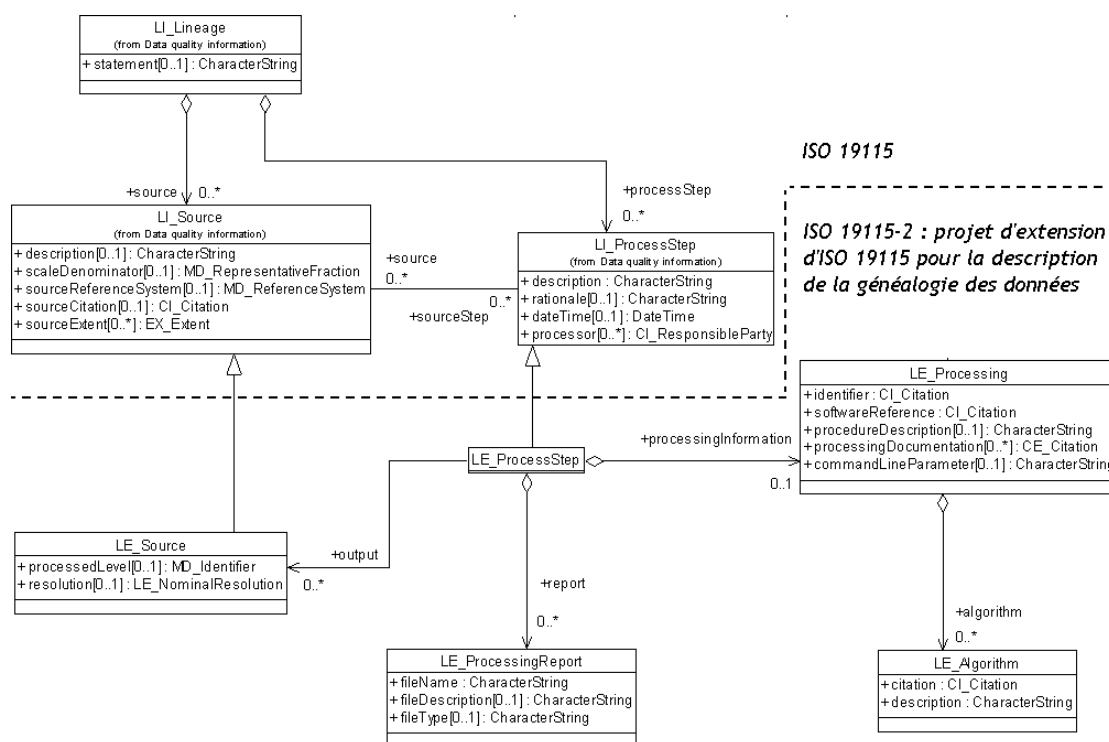 LI_Lineage
(from Data quality information)
+ statement[0..1] : CharacterString
+source
0..*
+processStep
0..*
ISO 19115
LI_Source
(from Data quality information)
+ description[0..1] : CharacterString
+ scaleDenominator[0..1] : MD_RepresentativeFraction
+ sourceReferenceSystem[0..1] : MD_ReferenceSystem
+ sourceCitation[0..1] : CI_Citation
+ sourceExtent[0..*] : EX_Extent
+source
0..*
0..*
+sourceStep
LI_ProcessStep
(from Data quality information)
+ description : CharacterString
+ rationale[0..1] : CharacterString
+ dateTime[0..1] : DateTime
+ processor[0..*] : CI_ResponsibleParty
ISO 19115-2 : projet d'extension
d'ISO 19115 pour la description
de la généalogie des données
LE_Processing
+ identifier : CI_Citation
+ softwareReference : CI_Citation
+ procedureDescription[0..1] : CharacterString
+ processingDocumentation[0..*] : CE_Citation
+ commandLineParameter[0..1] : CharacterString
LE_ProcessStep
+processingInformation
0..1
LE_Source
+ processedLevel[0..1] : MD_Identifier
+ resolution[0..1] : LE_NominalResolution
+output
0..*
+report
0..*
+algorithm
0..*
LE_ProcessingReport
+ fileName : CharacterString
+ fileDescription[0..1] : CharacterString
+ fileType[0..1] : CharacterString
LE_Algorithm
+ citation : CI_Citation
+ description : CharacterString